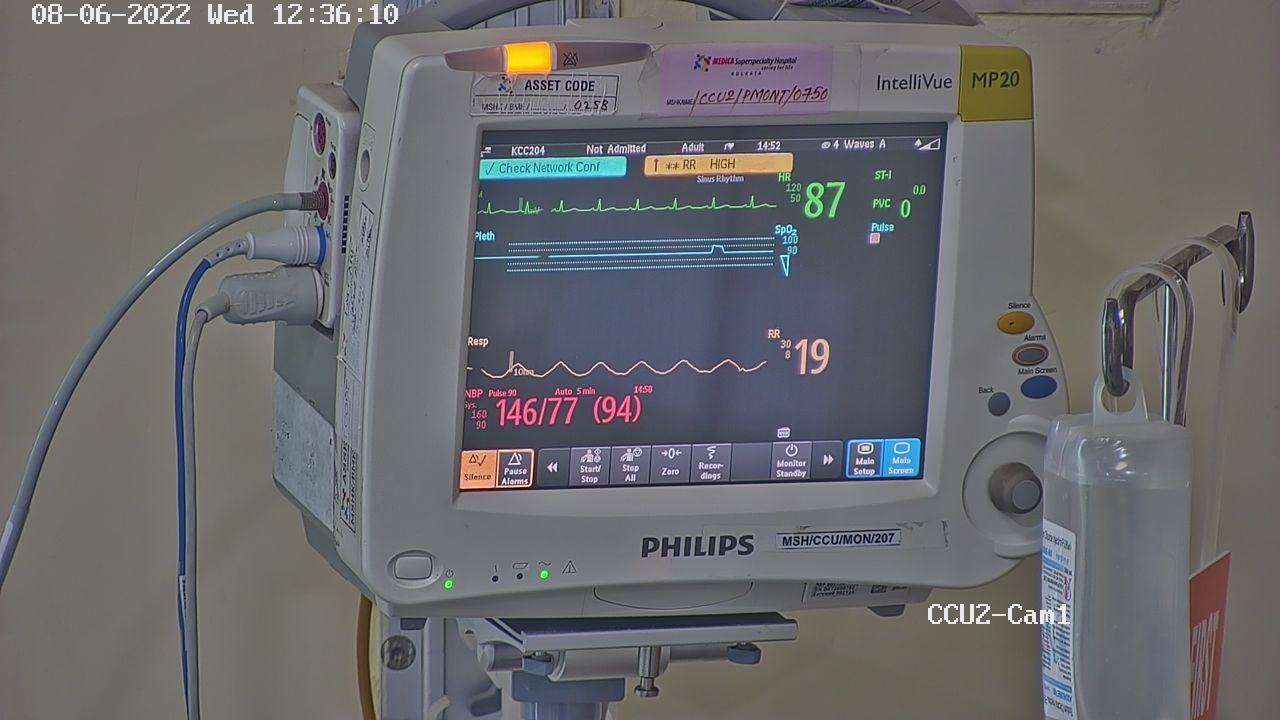 08-06-2022 Wed 12:36:10
MEDICA Superspecialty Hospital
KOLKATA
ASSET CODE
0258
/CCU2/PMONT/0750
IntelliVue
MP20
KCC204 Not Admitted Adult 14:52 4 Waves A
√ Check Network Conf
** RR HIGH
Sinus Rhythm
HR
120
50
87
ST-I
0.0
PVC 0
Pleth
SpO₂
100
90
Pulse
Resp
RR
30
8
19
NBP Pulse 90 Auto 5 min 14:50
Sys.
160
90
146/77 (94)
Silence
Pause Alarms
Start/ Stop
Stop All
→0← Zero
Recor- dings
Monitor Standby
Main Setup
Main Screen
Silence
Alarms
Main Screen
Back
PHILIPS
MSH/CCU/MON/207
CCU2-Cam1